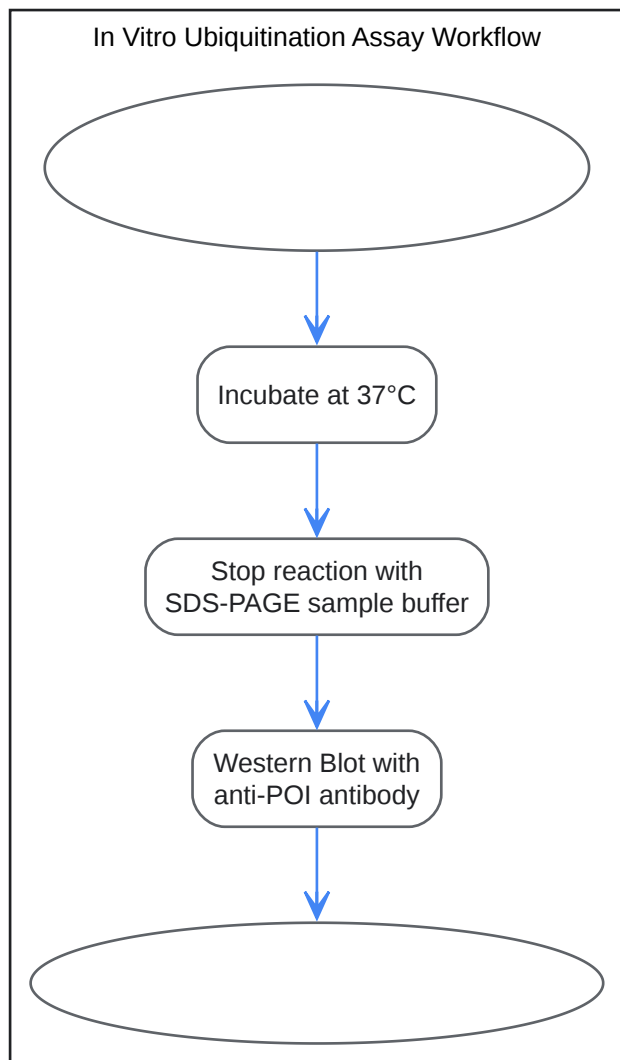 In Vitro Ubiquitination Assay Workflow
Incubate at 37°C
Stop reaction with
SDS-PAGE sample buffer
Western Blot with
anti-POI antibody